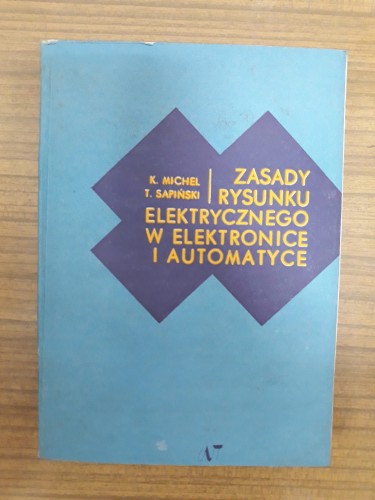 K. MICHEL
T. SAPIŃSKI
ZASADY
RYSUNKU
ELEKTRYCZNEGO
W ELEKTRONICE
I AUTOMATYCE